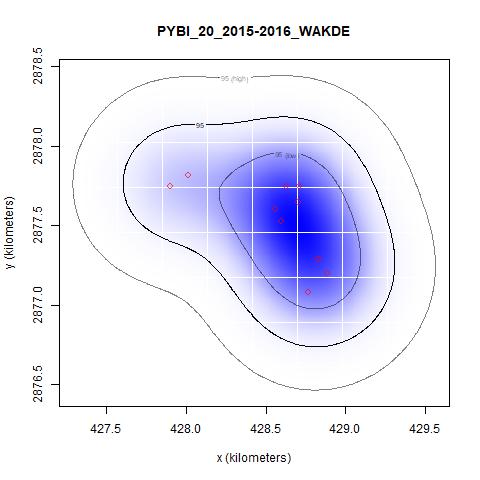 PYBI_20_2015-2016_WAKDE
95 (high)
95
95 (low)
2878.5
2878.0
2877.5
2877.0
2876.5
y (kilometers)
427.5 428.0 428.5 429.0 429.5
x (kilometers)